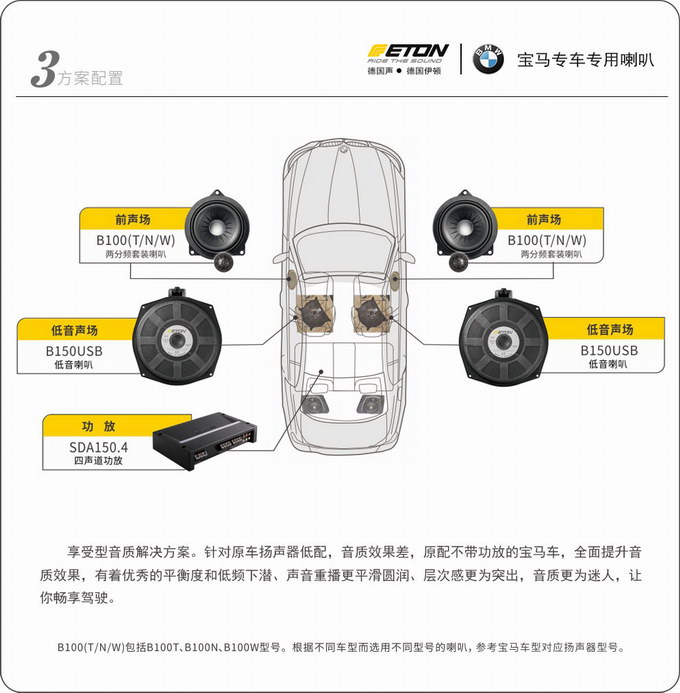 3方案配置
ETON
RIDE THE SOUND
德国声 • 德国伊顿
BMW
宝马专车专用喇叭
前声场
B100(T/N/W)
两分频套装喇叭
前声场
B100(T/N/W)
两分频套装喇叭
低音声场
B150USB
低音喇叭
ETON
ETON
低音声场
B150USB
低音喇叭
功 放
SDA150.4
四声道功放
享受型音质解决方案。针对原车扬声器低配，音质效果差，原配不带功放的宝马车，全面提升音
质效果，有着优秀的平衡度和低频下潜、声音重播更平滑圆润、层次感更为突出，音质更为迷人，让
你畅享驾驶。
B100(T/N/W)包括B100T、B100N、B100W型号。根据不同车型而选用不同型号的喇叭，参考宝马车型对应扬声器型号。